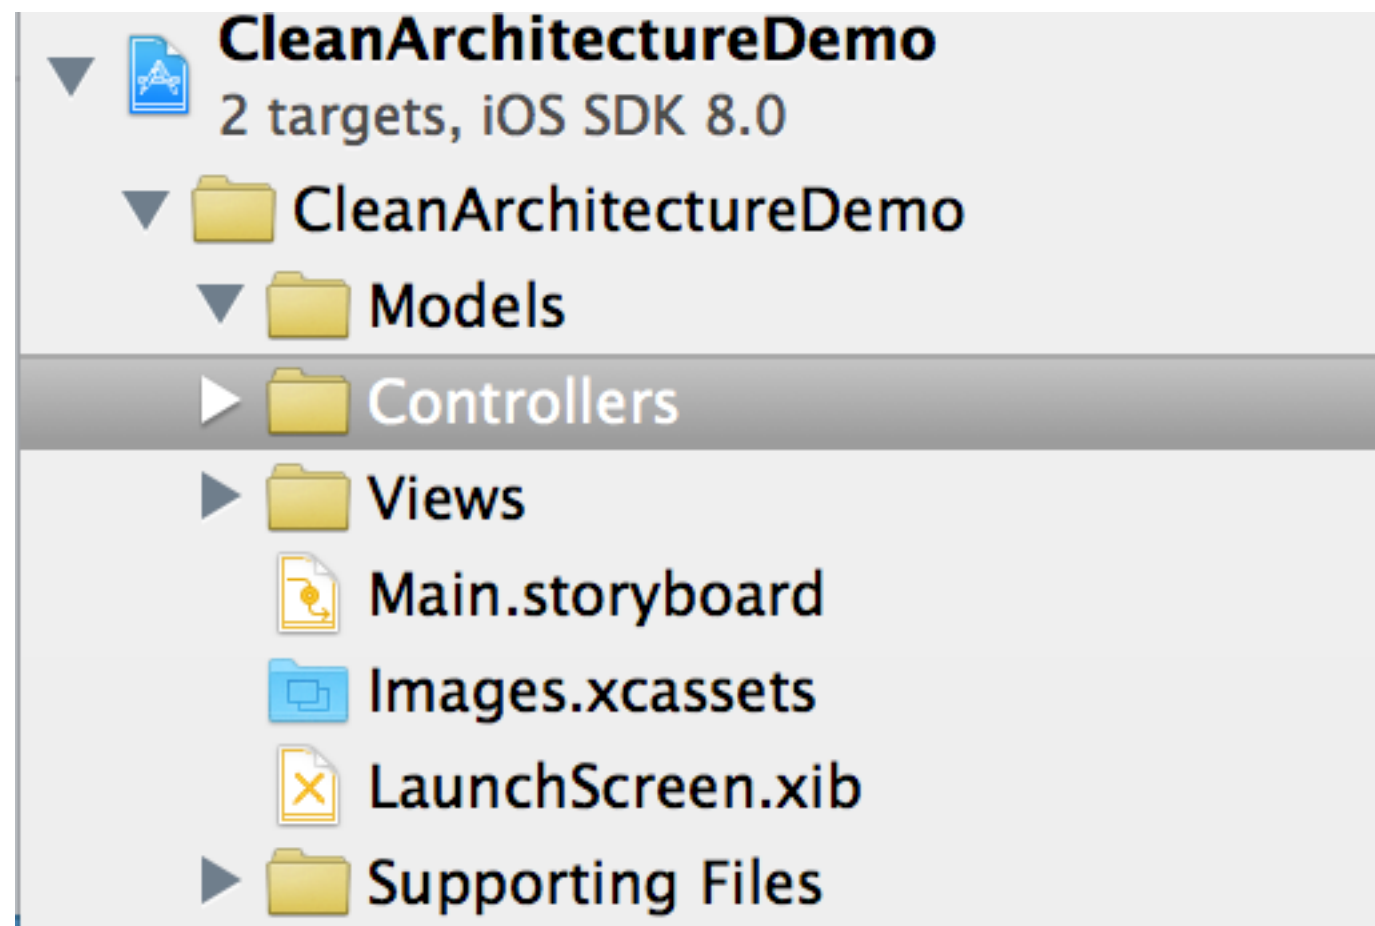 CleanArchitectureDemo
2 targets, iOS SDK 8.0
CleanArchitectureDemo
Models
Controllers
Views
Main.storyboard
Images.xcassets
LaunchScreen.xib
Supporting Files